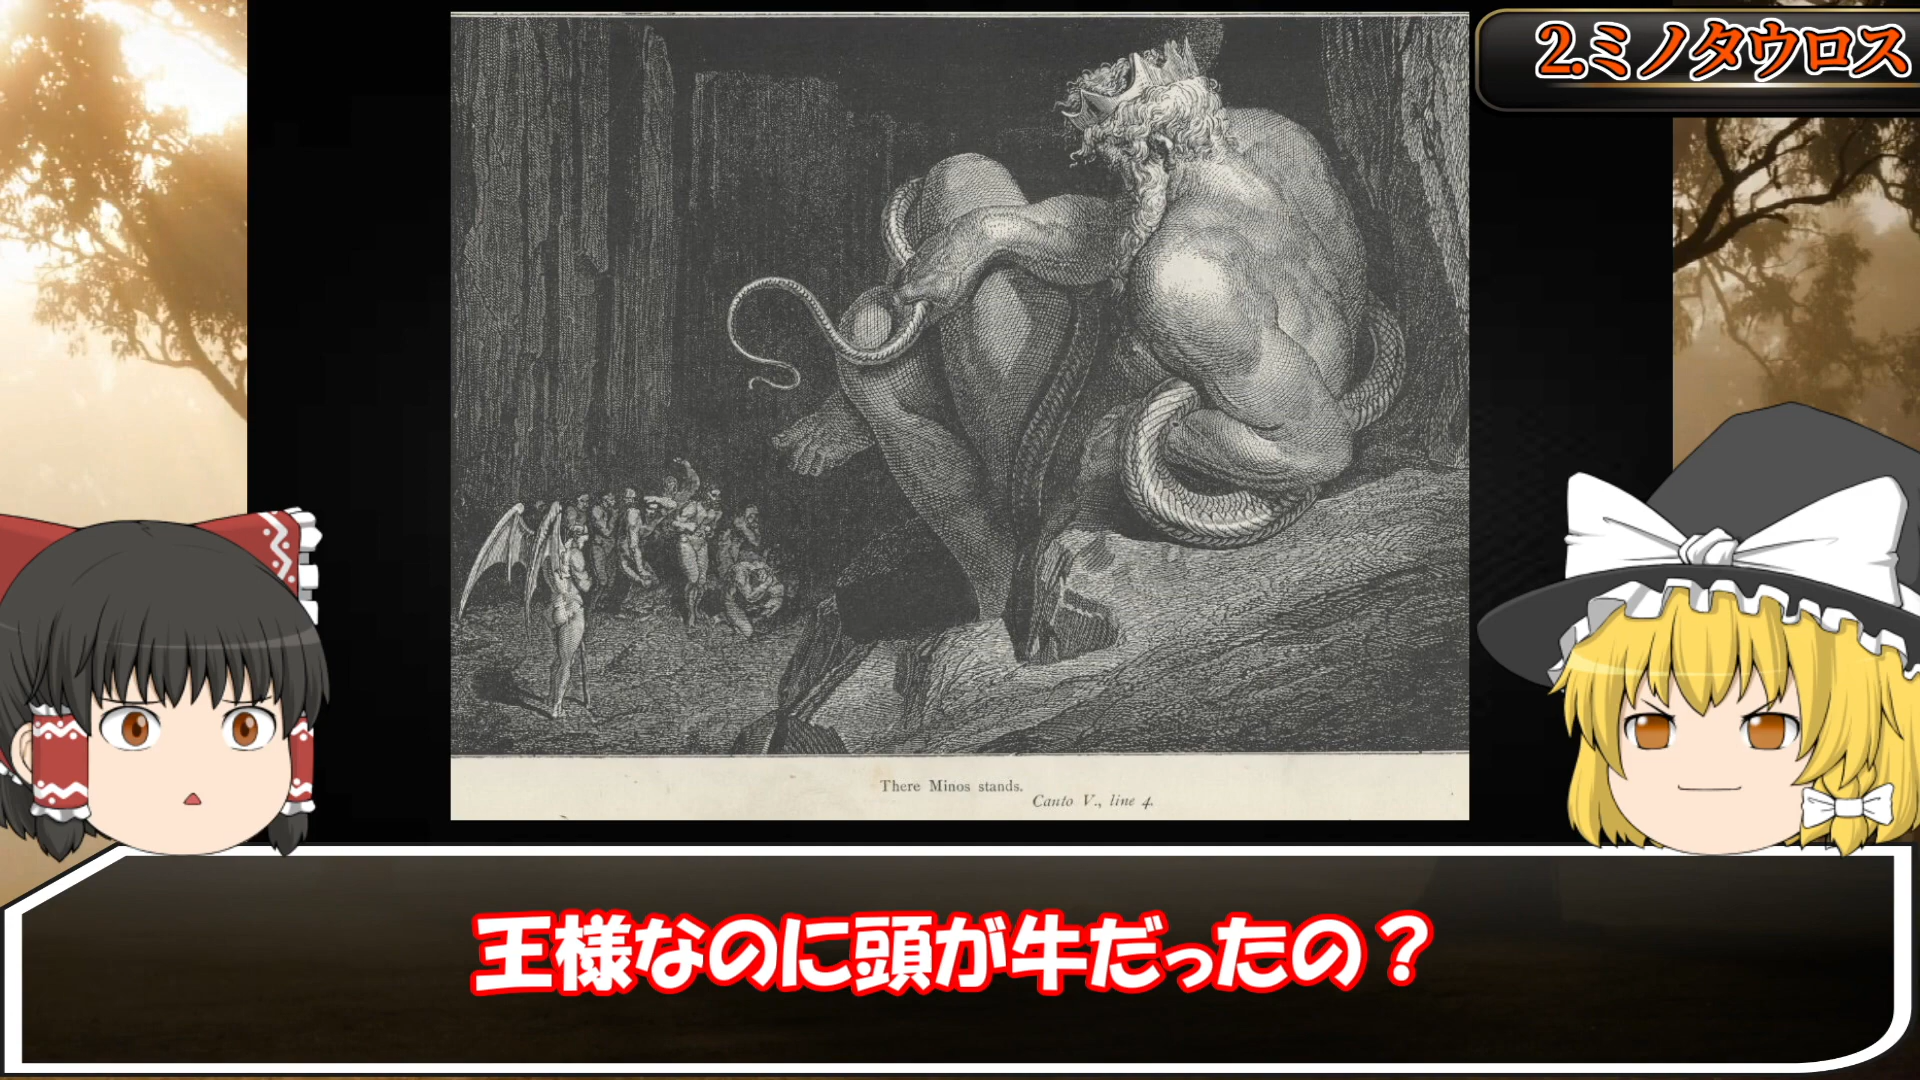 2.ミノタウロス
There Minos stands.
Canto V., line 4.
王様なのに頭が牛だったの？